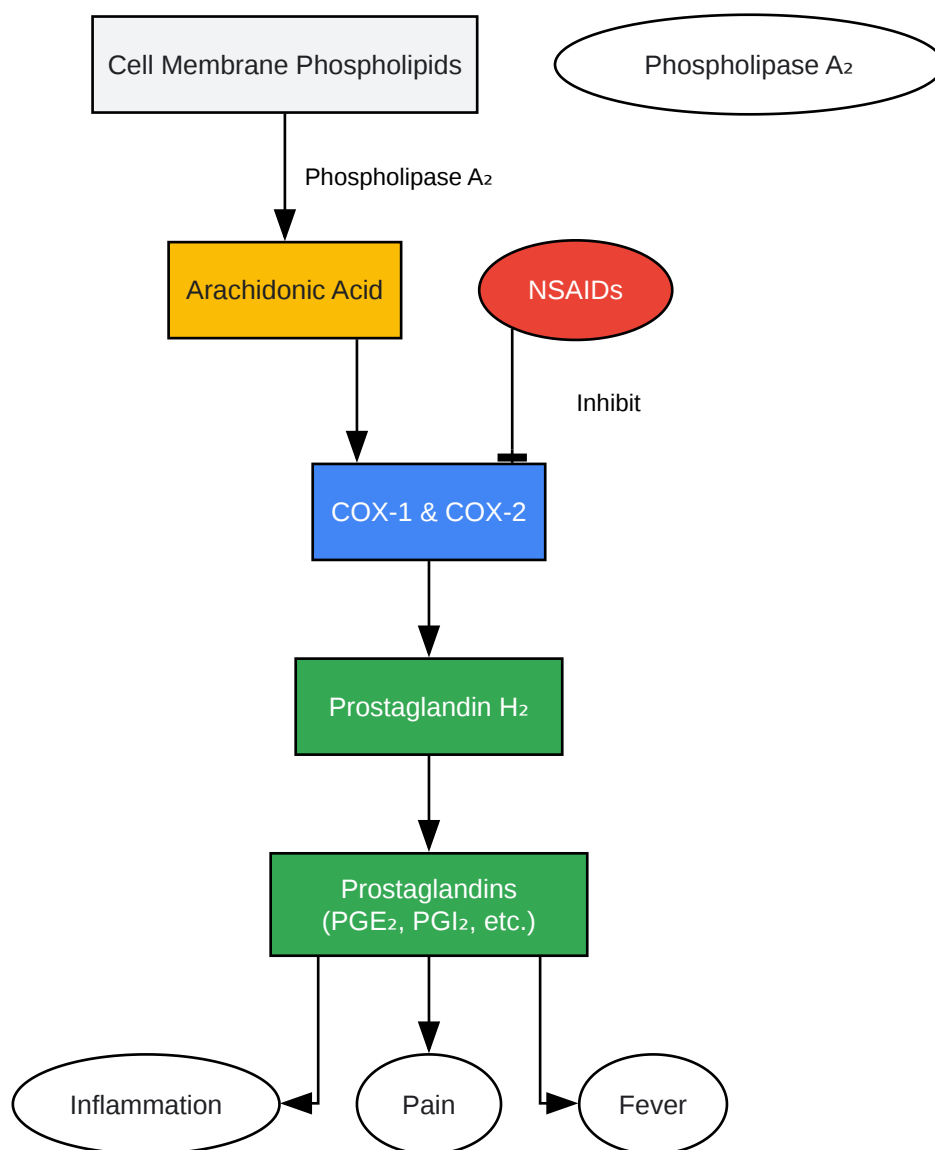 Cell Membrane Phospholipids
Phospholipase A₂
Phospholipase A₂
Arachidonic Acid
NSAIDs
Inhibit
COX-1 & COX-2
Prostaglandin H₂
Prostaglandins
(PGE₂, PGI₂, etc.)
Inflammation
Pain
Fever